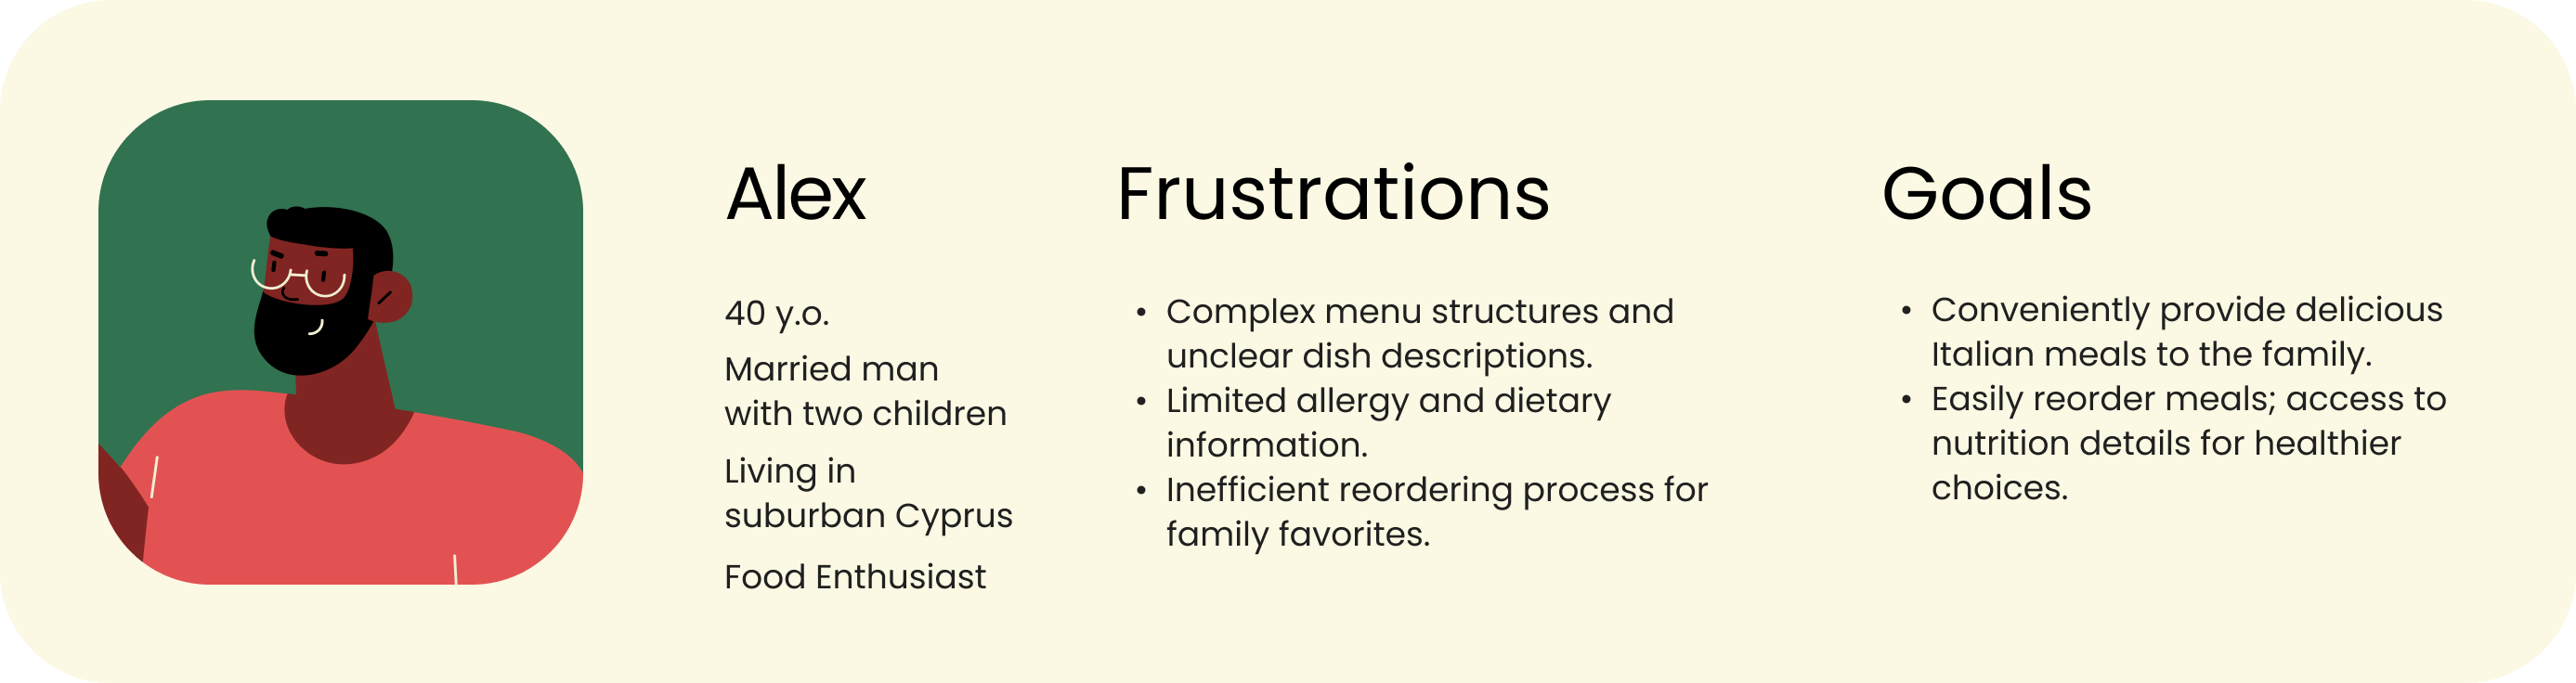 Alex
40 y.o.
Married man
with two children
Living in
suburban Cyprus
Food Enthusiast
Frustrations
• Complex menu structures and
unclear dish descriptions.
• Limited allergy and dietary
information.
• Inefficient reordering process for
family favorites.
Goals
• Conveniently provide delicious
Italian meals to the family.
• Easily reorder meals; access to
nutrition details for healthier
choices.